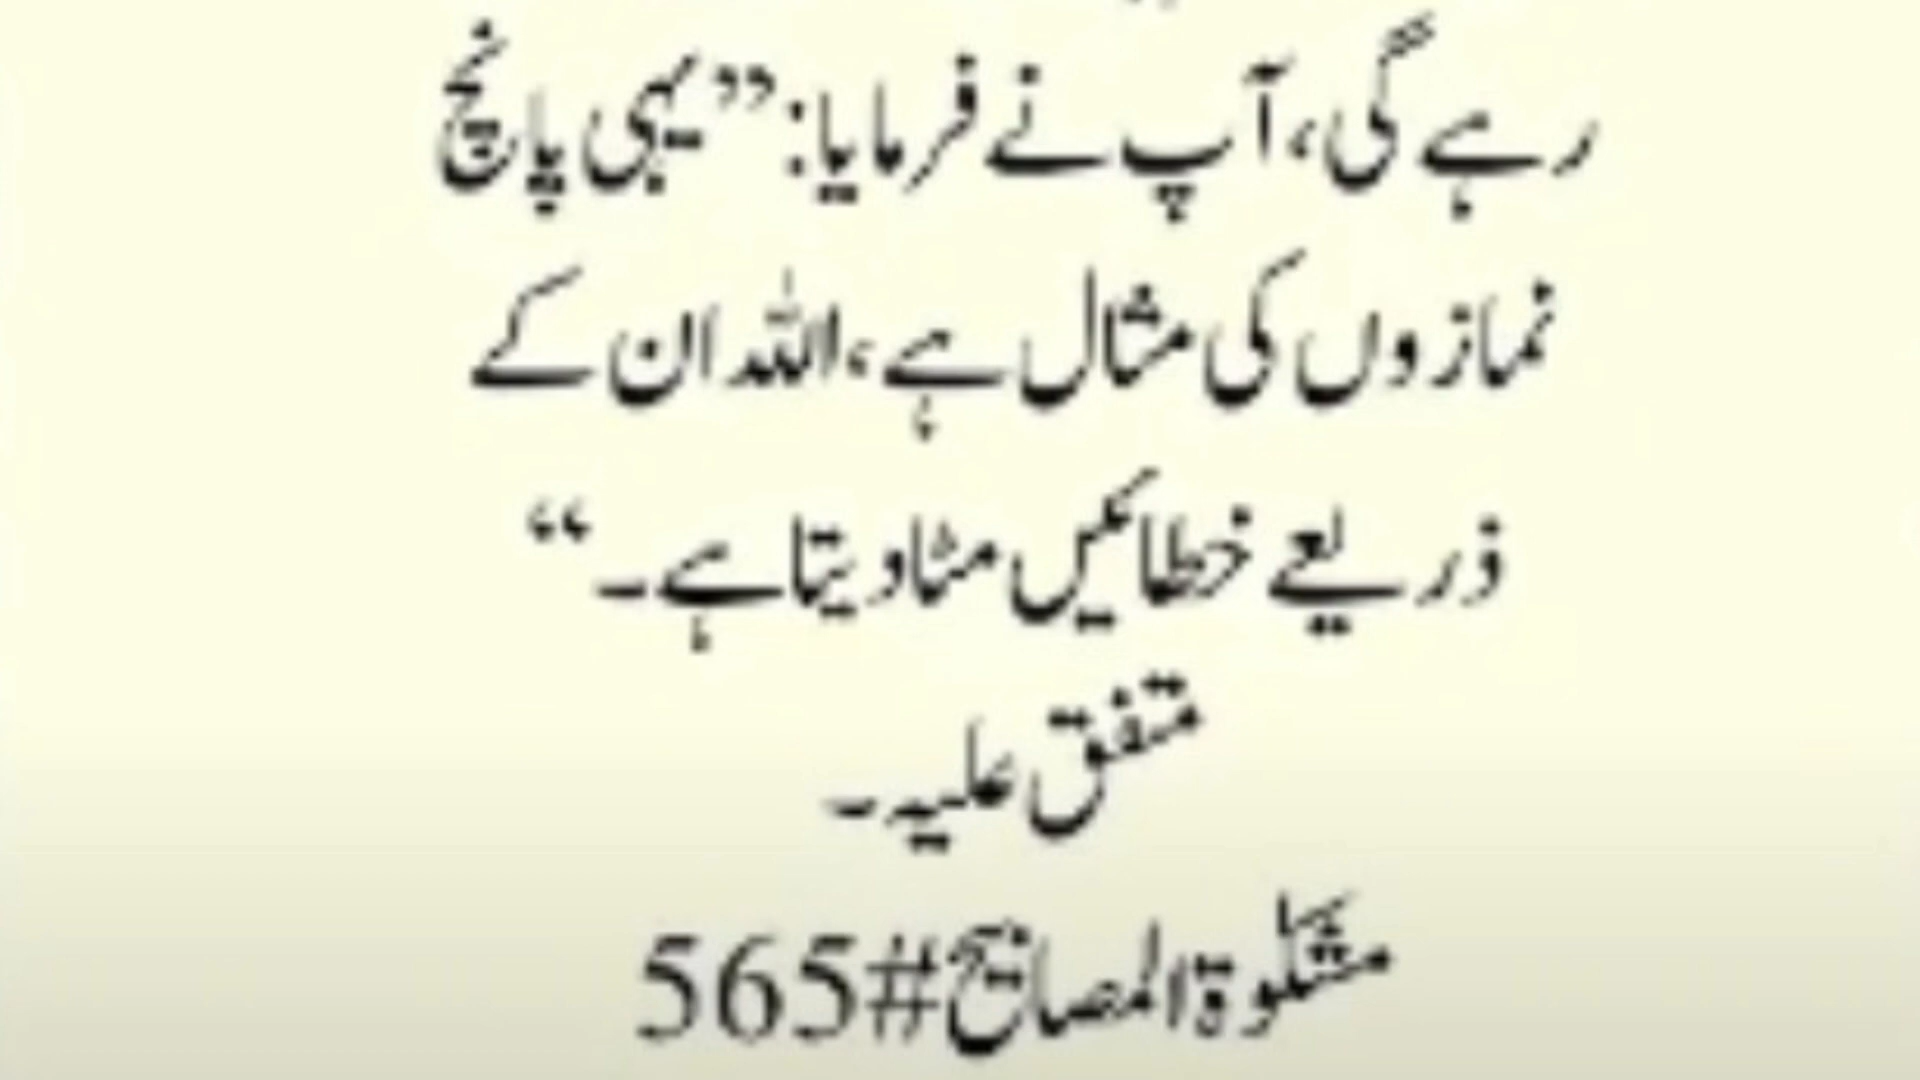 رہے گی، آپ نے فرمایا: ”یہی پانچ
نمازوں کی مثال ہے، اللہ ان کے
ذریعے خطائیں مٹا دیتا ہے۔“
متفق علیہ۔
مشکوۃ المصابیح#565